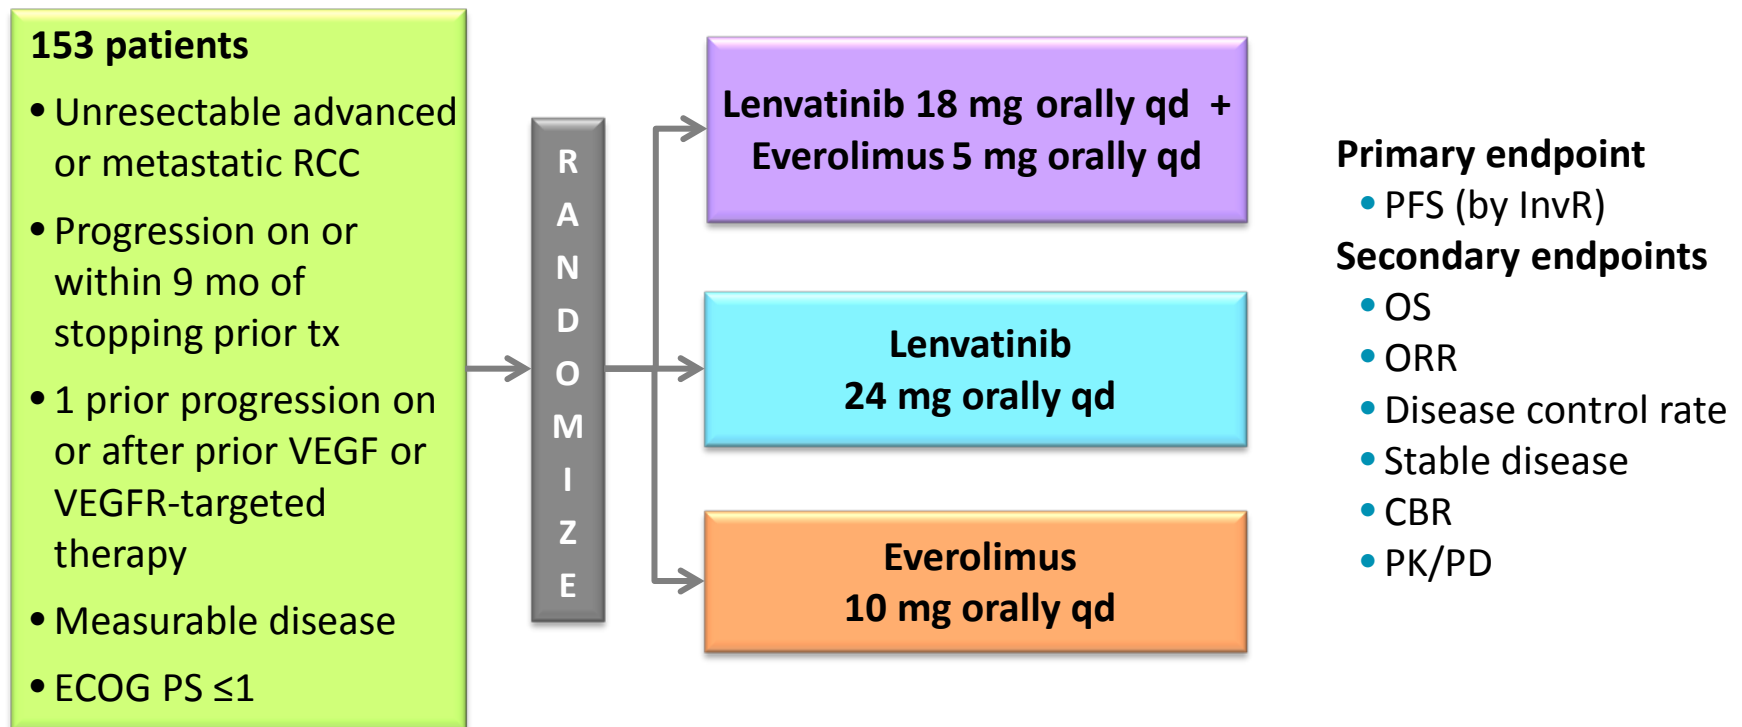 153 patients
• Unresectable advanced
or metastatic RCC
• Progression on or
within 9 mo of
stopping prior tx
• 1 prior progression on
or after prior VEGF or
VEGFR-targeted
therapy
• Measurable disease
• ECOG PS ≤1
R
A
N
D
O
M
I
Z
E
Lenvatinib 18 mg orally qd +
Everolimus 5 mg orally qd
Lenvatinib
24 mg orally qd
Everolimus
10 mg orally qd
Primary endpoint
• PFS (by InvR)
Secondary endpoints
• OS
• ORR
• Disease control rate
• Stable disease
• CBR
• PK/PD